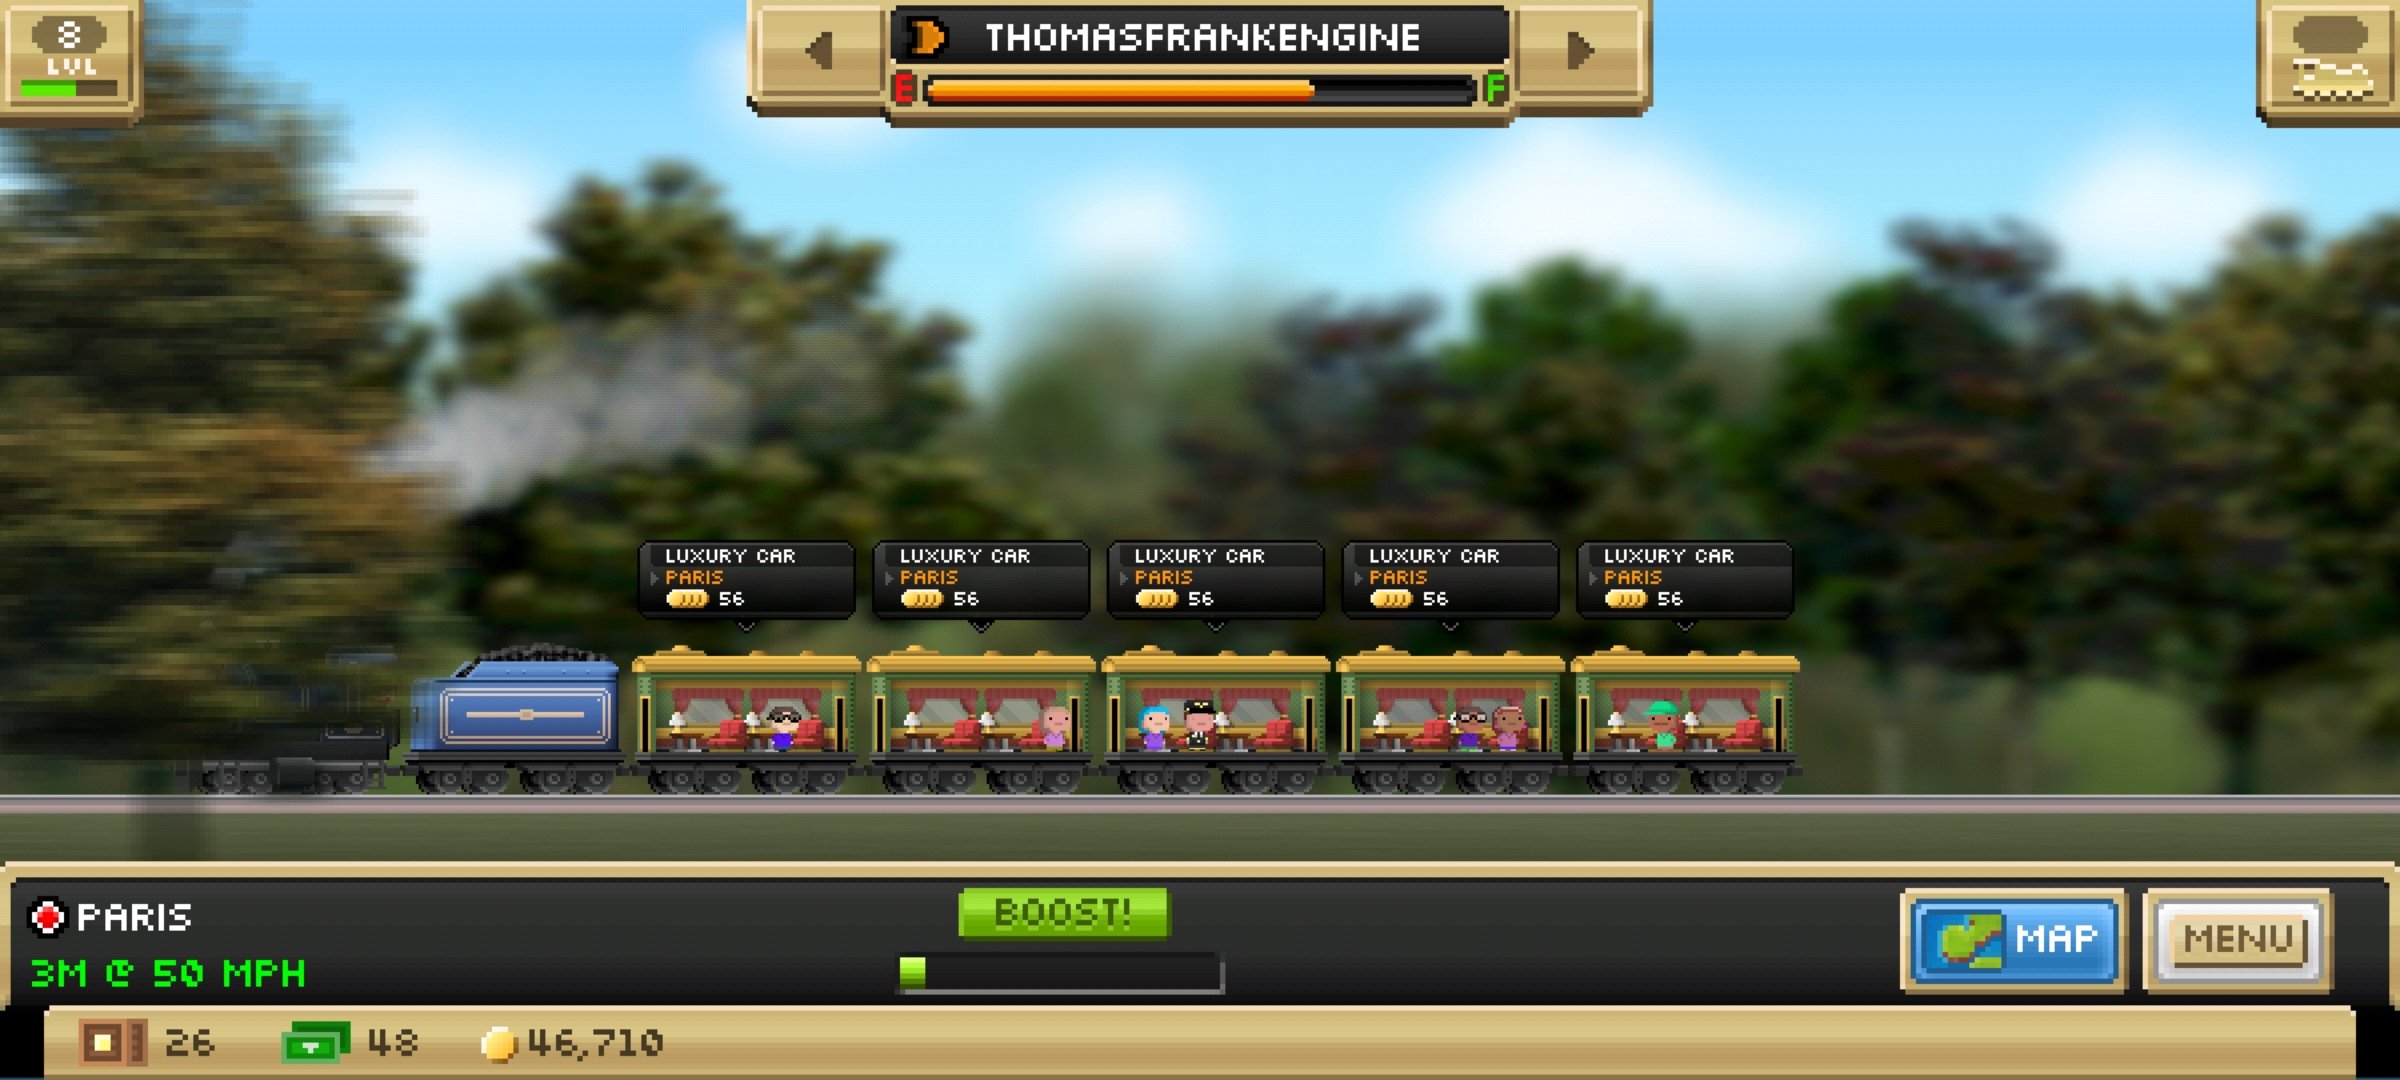 8
LVL
THOMASFRANKENGINE
E F
LUXURY CAR
PARIS
56
LUXURY CAR
PARIS
56
LUXURY CAR
PARIS
56
LUXURY CAR
PARIS
56
LUXURY CAR
PARIS
56
PARIS
3M @ 50 MPH
BOOST!
MAP
MENU
26
48
46,710